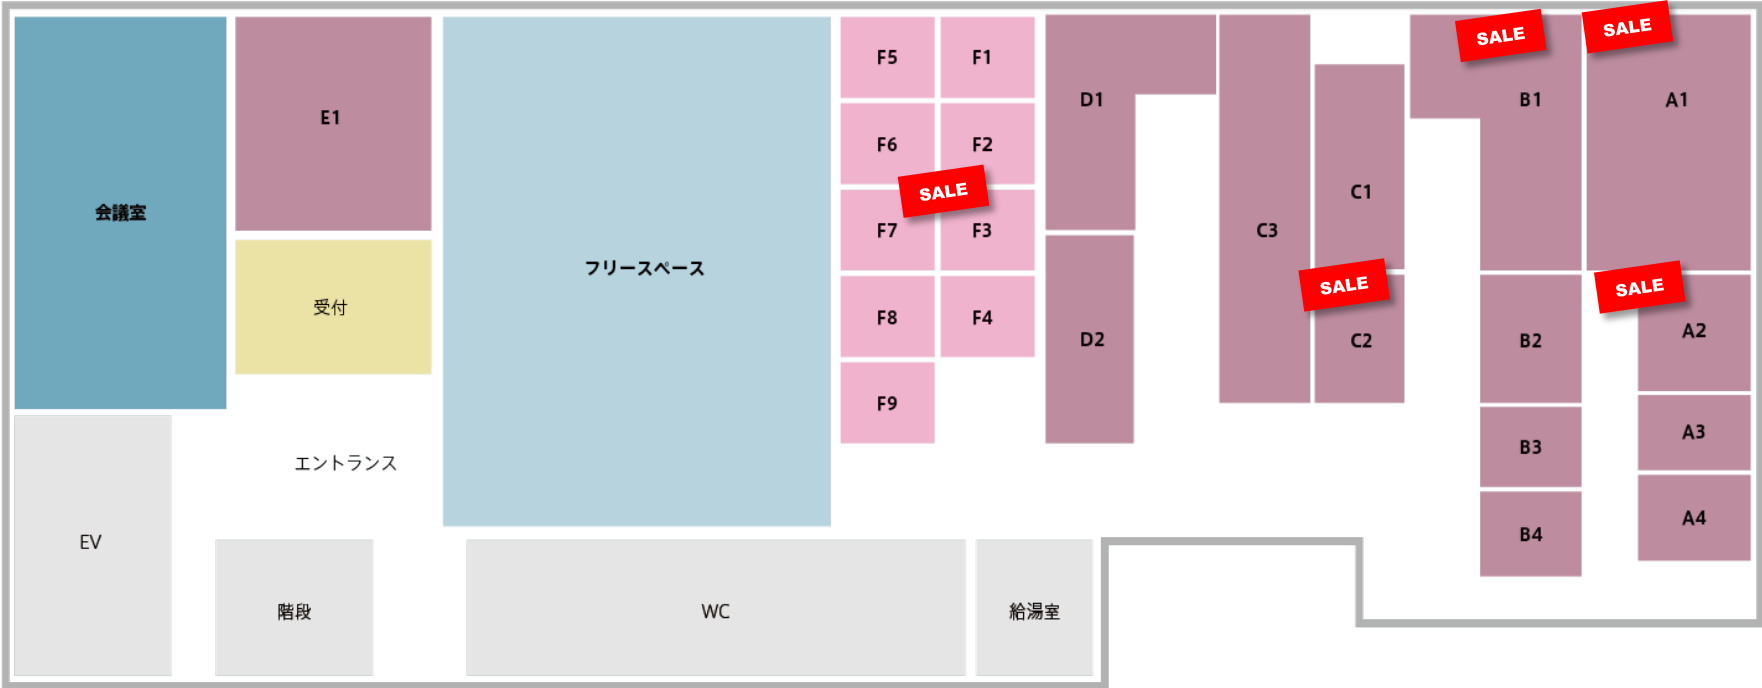 会議室
E1
受付
エントランス
EV
階段
フリースペース
WC
給湯室
F5
F1
F6
F2
SALE
F7
F3
F8
F4
F9
D1
D2
C3
C1
SALE
C2
SALE
B1
B2
B3
B4
SALE
A1
SALE
A2
A3
A4